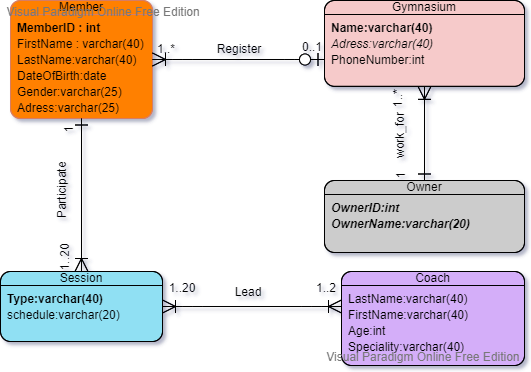 Member
Visual Paradigm Online Free Edition
MemberID : int
FirstName : varchar(40)
LastName:varchar(40)
DateOfBirth:date
Gender:varchar(25)
Adress:varchar(25)
1..*
Register
0..1
Gymnasium
Name:varchar(40)
Adress:varchar(40)
PhoneNumber:int
work_for
1..*
1
Owner
OwnerID:int
OwnerName:varchar(20)
1
Participate
1..20
Session
Type:varchar(40)
schedule:varchar(20)
1..20
Lead
1..2
Coach
LastName:varchar(40)
FirstName:varchar(40)
Age:int
Speciality:varchar(40)
Visual Paradigm Online Free Edition